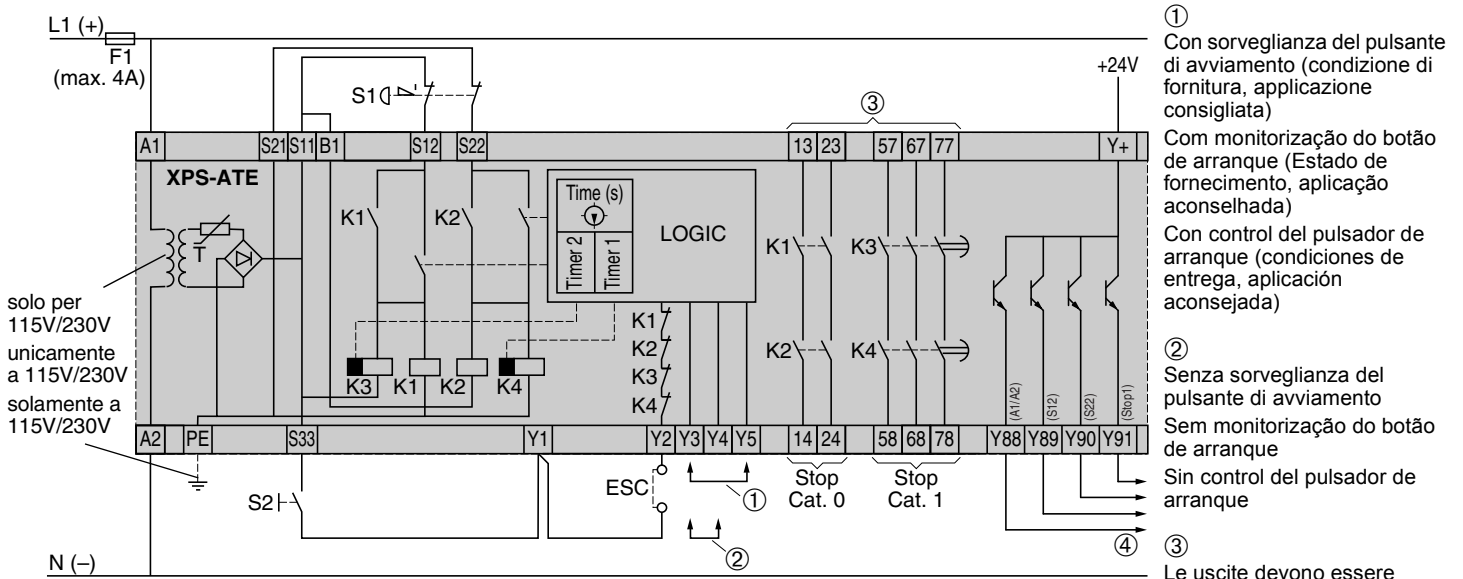 L1 (+)
F1
(max. 4A)
S1
③
+24V
A1
S21
S11
B1
S12
S22
13
23
57
67
77
Y+
XPS-ATE
T
K1
K2
Time (s)
Timer 2
Timer 1
LOGIC
K1
K3
K2
K4
K1
K2
K3
K4
K3
K1
K2
K4
(A1/A2)
(S12)
(S22)
(Stop1)
solo per
115V/230V
unicamente
a 115V/230V
solamente a
115V/230V
A2
PE
S33
Y1
Y2
Y3
Y4
Y5
14
24
58
68
78
Y88
Y89
Y90
Y91
S2
ESC
①
②
Stop
Cat. 0
Stop
Cat. 1
④
N (–)
①
Con sorveglianza del pulsante
di avviamento (condizione di
fornitura, applicazione
consigliata)
Com monitorização do botão
de arranque (Estado de
fornecimento, aplicação
aconselhada)
Con control del pulsador de
arranque (condiciones de
entrega, aplicación
aconsejada)
②
Senza sorveglianza del
pulsante di avviamento
Sem monitorização do botão
de arranque
Sin control del pulsador de
arranque
③
Le uscite devono essere